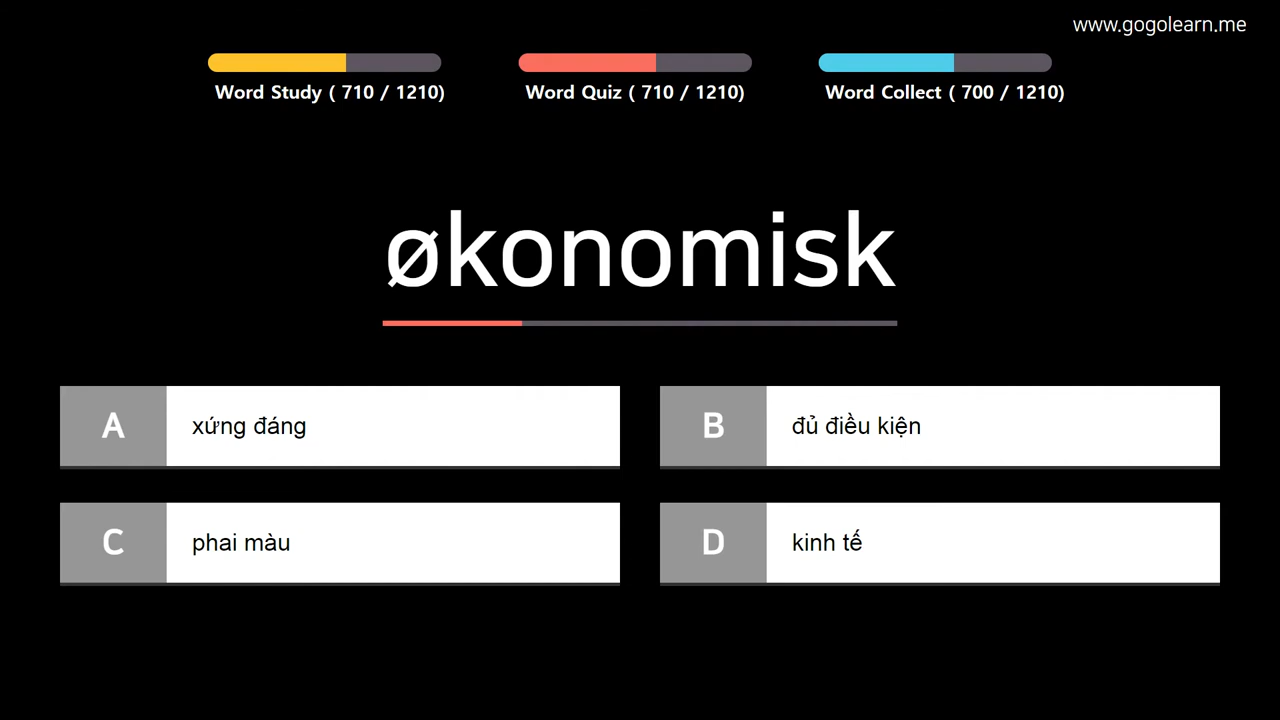 www.gogolearn.me
Word Study ( 710 / 1210)
Word Quiz ( 710 / 1210)
Word Collect ( 700 / 1210)
økonomisk
A xứng đáng
B đủ điều kiện
C phai màu
D kinh tế